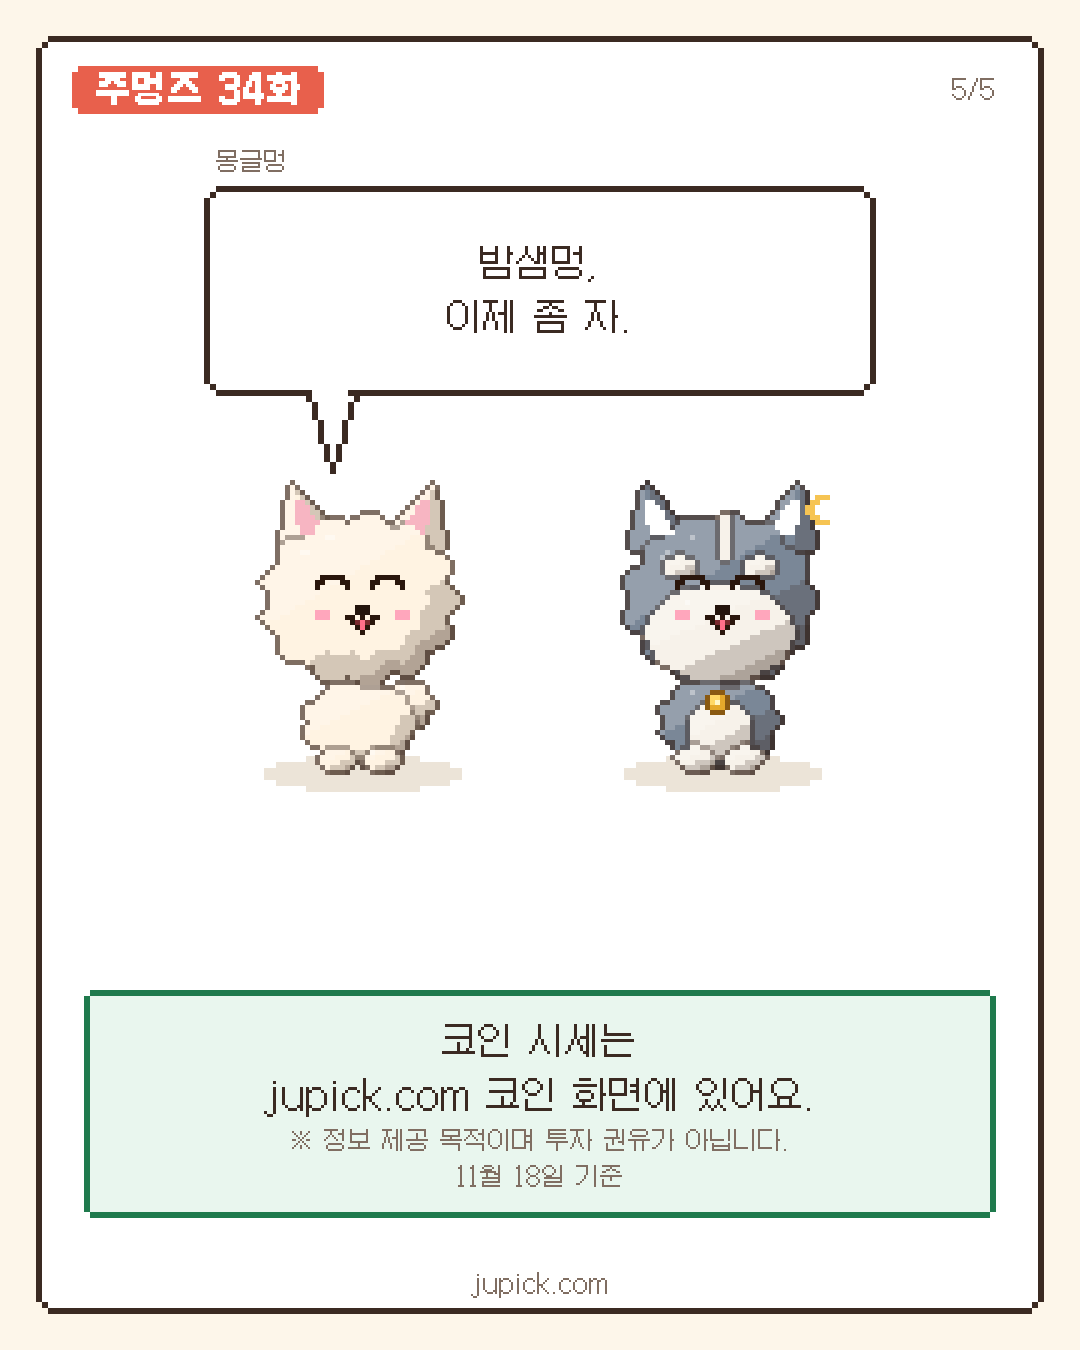 주멍즈 34화
5/5
몽글멍
밤샘멍,
이제 좀 자.
코인 시세는
jupick.com 코인 화면에 있어요.
※ 정보 제공 목적이며 투자 권유가 아닙니다.
11월 18일 기준
jupick.com